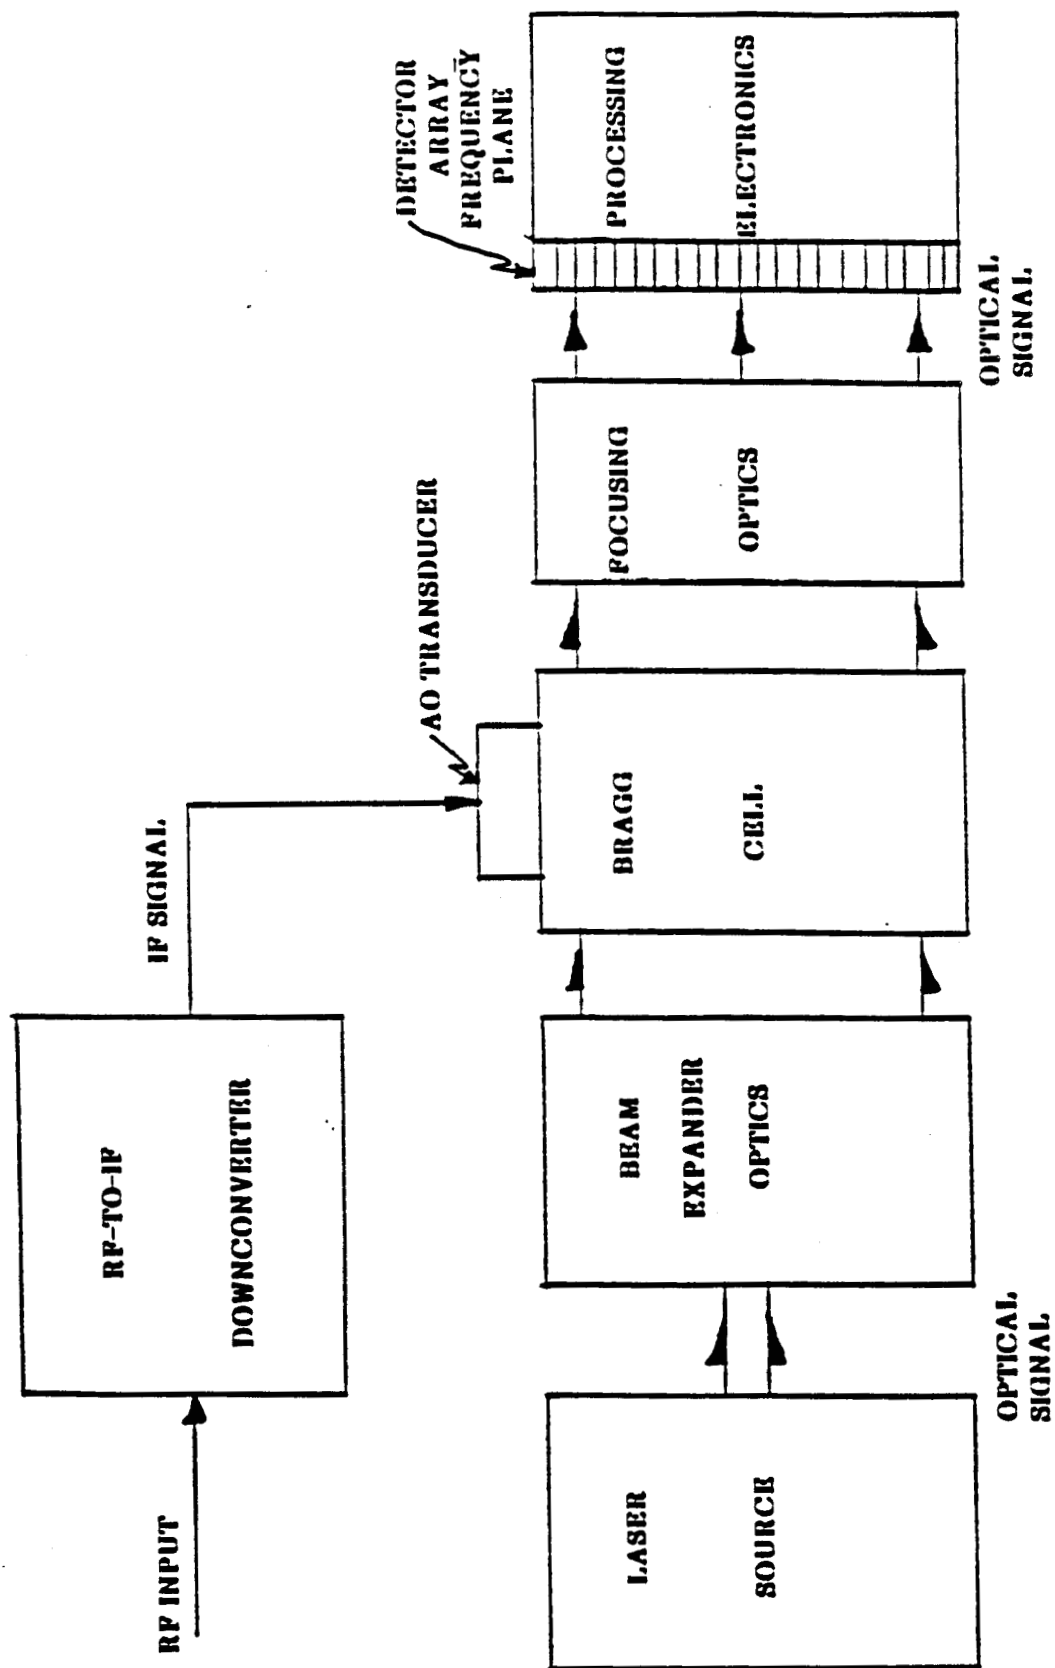 RF INPUT
RF-TO-IF
DOWNCONVERTER
IF SIGNAL
AO TRANSDUCER
DETECTOR
ARRAY
FREQUENCY
PLANE
LASER
SOURCE
OPTICAL
SIGNAL
BEAM
EXPANDER
OPTICS
BRAGG
CELL
FOCUSING
OPTICS
OPTICAL
SIGNAL
PROCESSING
ELECTRONICS